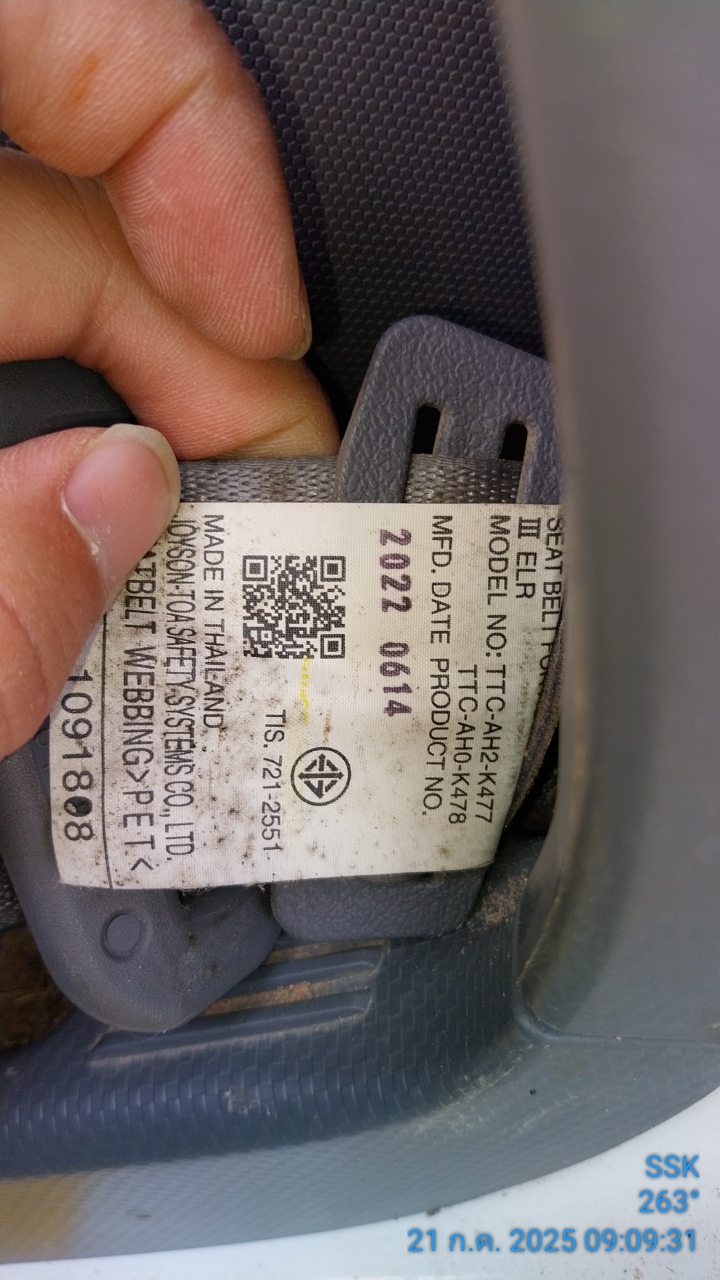 SEAT BELT FOR
III ELR
MODEL NO: TTC-AH2-K477
TTC-AH0-K478
MFD. DATE PRODUCT NO.
2022 0614
TIS. 721-2551
MADE IN THAILAND
JOYSON-TOA SAFETY SYSTEMS CO., LTD.
WEBBING>PET<
1091808
SSK
263°
21 ก.ค. 2025 09:09:31